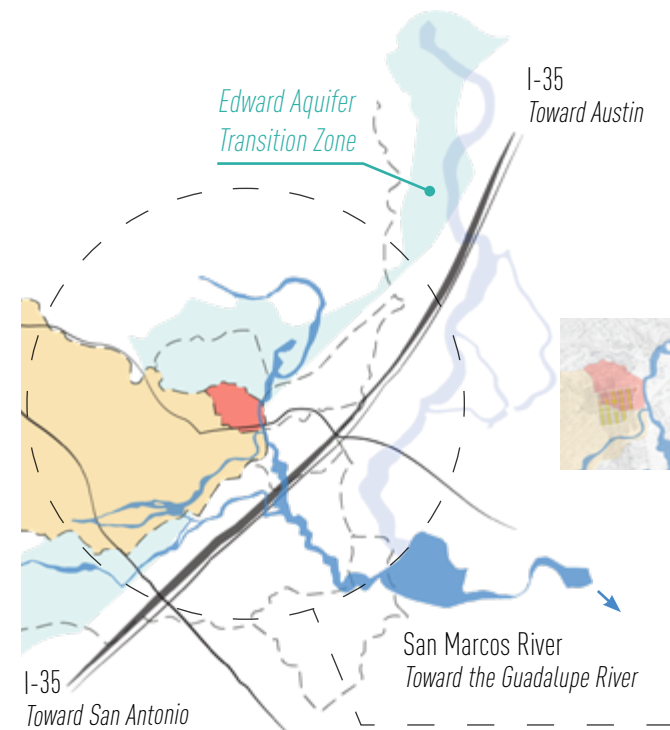 I-35
Toward Austin
Edward Aquifer
Transition Zone
San Marcos River
Toward the Guadalupe River
I-35
Toward San Antonio